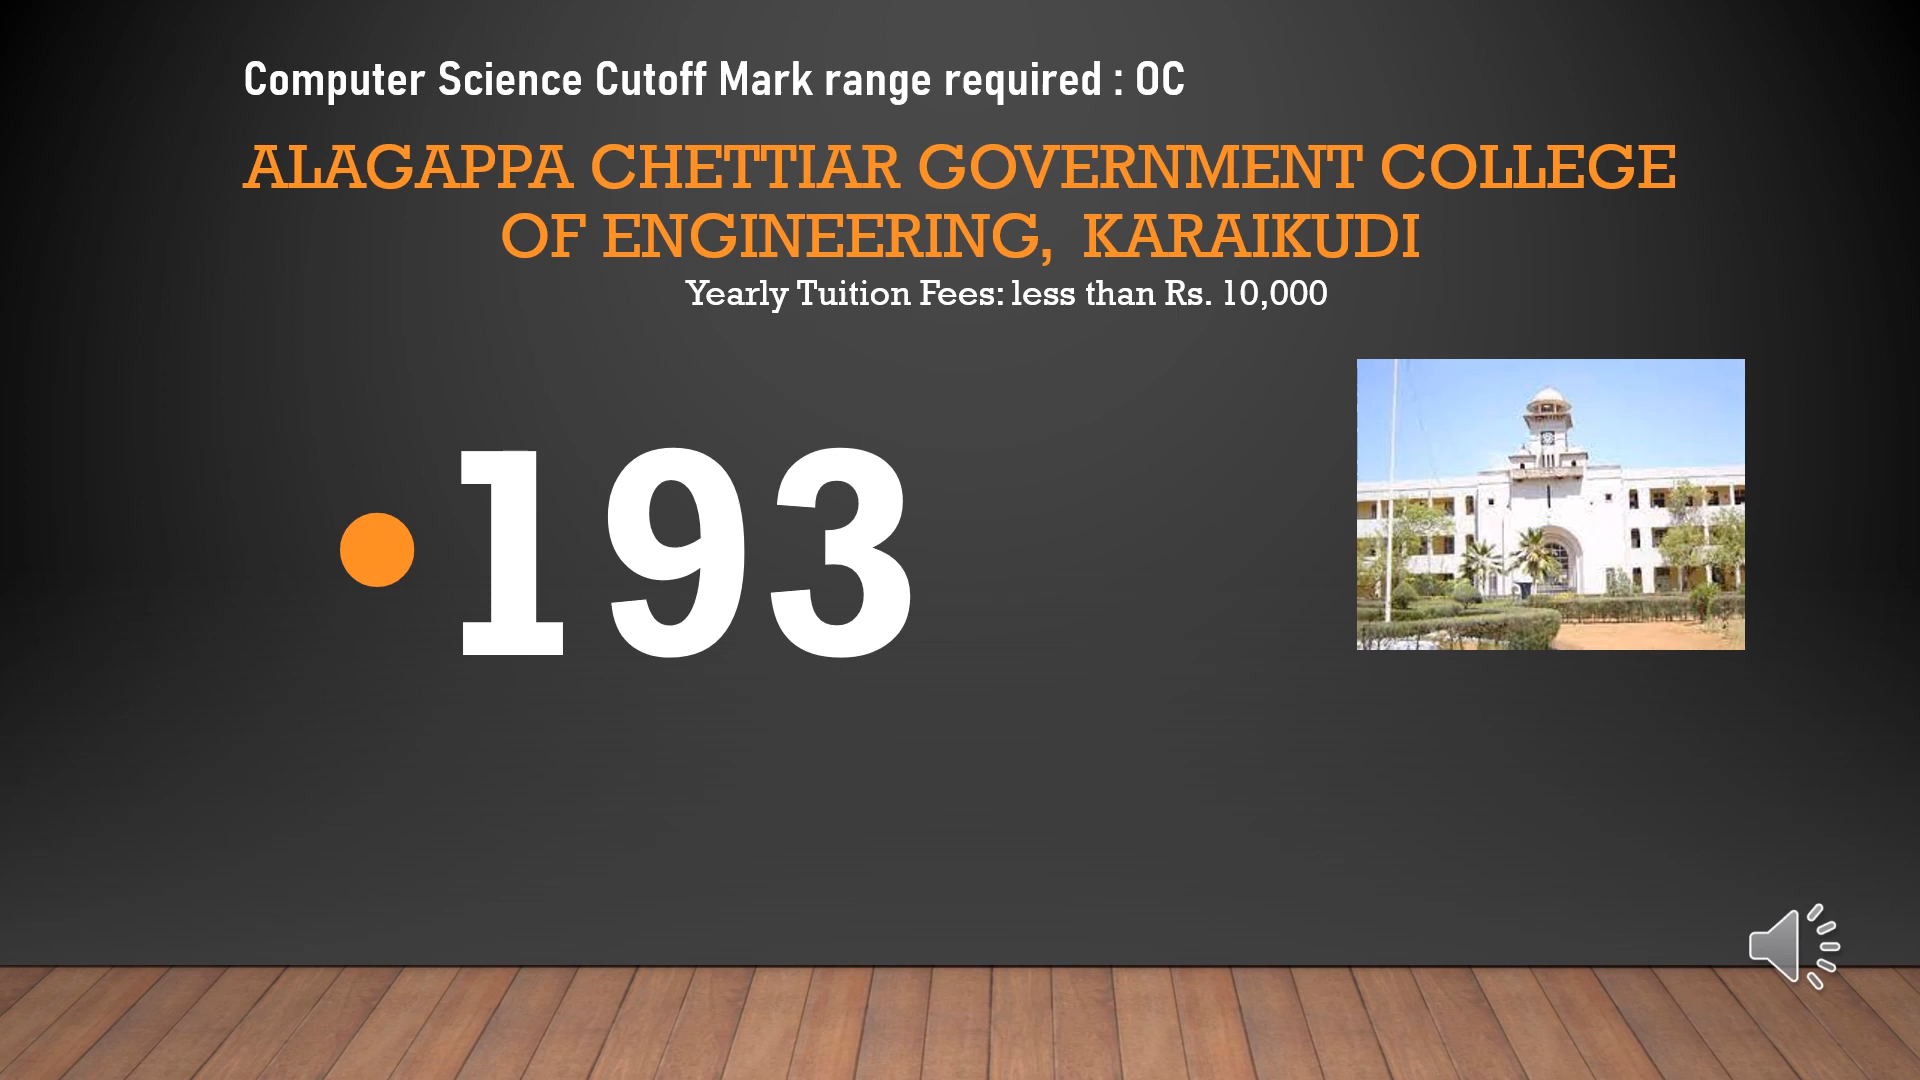 Computer Science Cutoff Mark range required : OC
ALAGAPPA CHETTIAR GOVERNMENT COLLEGE
OF ENGINEERING, KARAIKUDI
Yearly Tuition Fees: less than Rs. 10,000
193